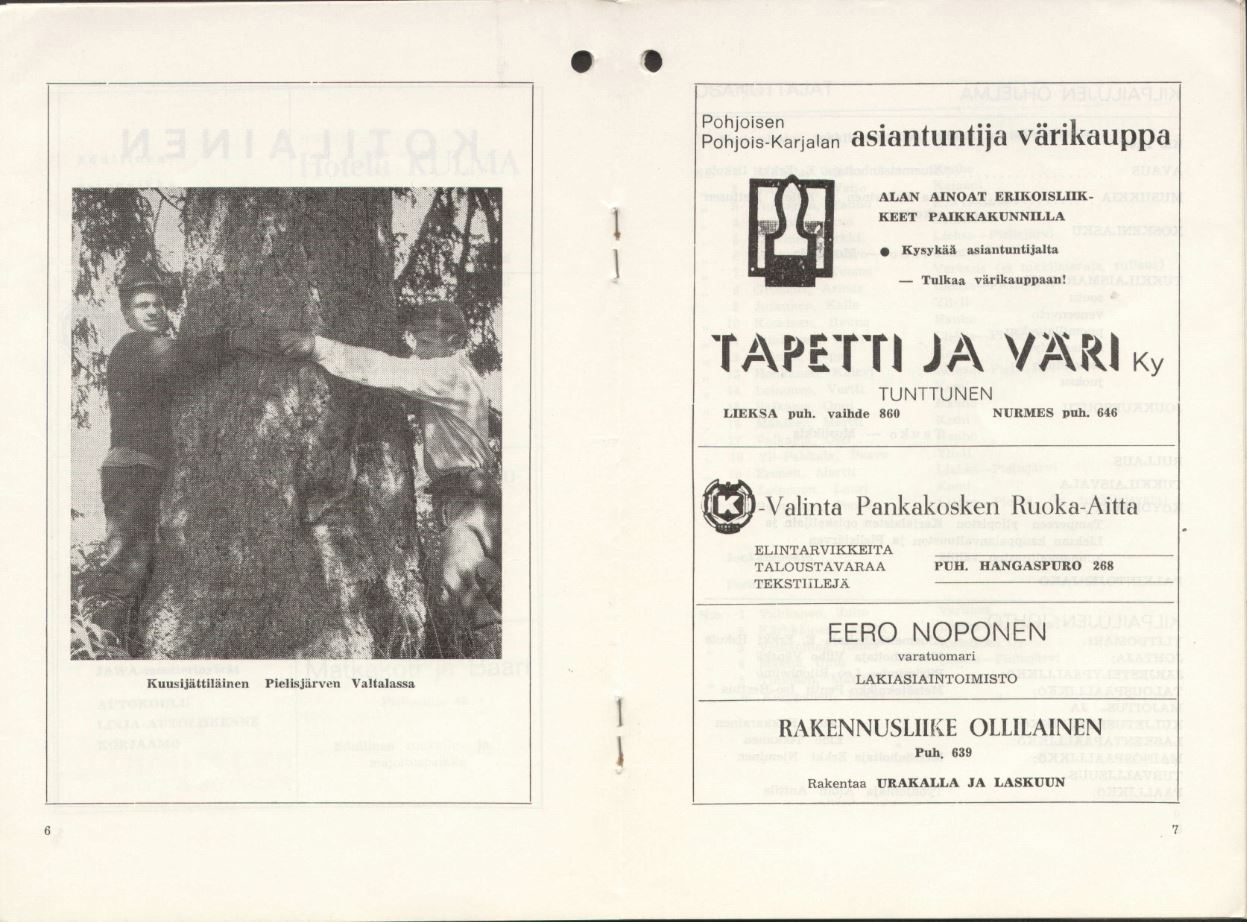 Kuusijättiläinen Pielisjärven Valtalassa
6
Pohjoisen
Pohjois-Karjalan asiantuntija värikauppa
ALAN AINOAT ERIKOISLIIK-
KEET PAIKKAKUNNILLA
● Kysykää asiantuntijalta
— Tulkaa värikauppaan!
TAPETTI JA VÄRI Ky
TUNTTUNEN
LIEKSA puh. vaihde 860 NURMES puh. 646
K-Valinta Pankakosken Ruoka-Aitta
ELINTARVIKKEITA
TALOUSTAVARAA
TEKSTIILEJÄ
PUH. HANGASPURO 268
EERO NOPONEN
varatuomari
LAKIASIAINTOIMISTO
RAKENNUSLIIKE OLLILAINEN
Puh, 639
Rakentaa URAKALLA JA LASKUUN
7